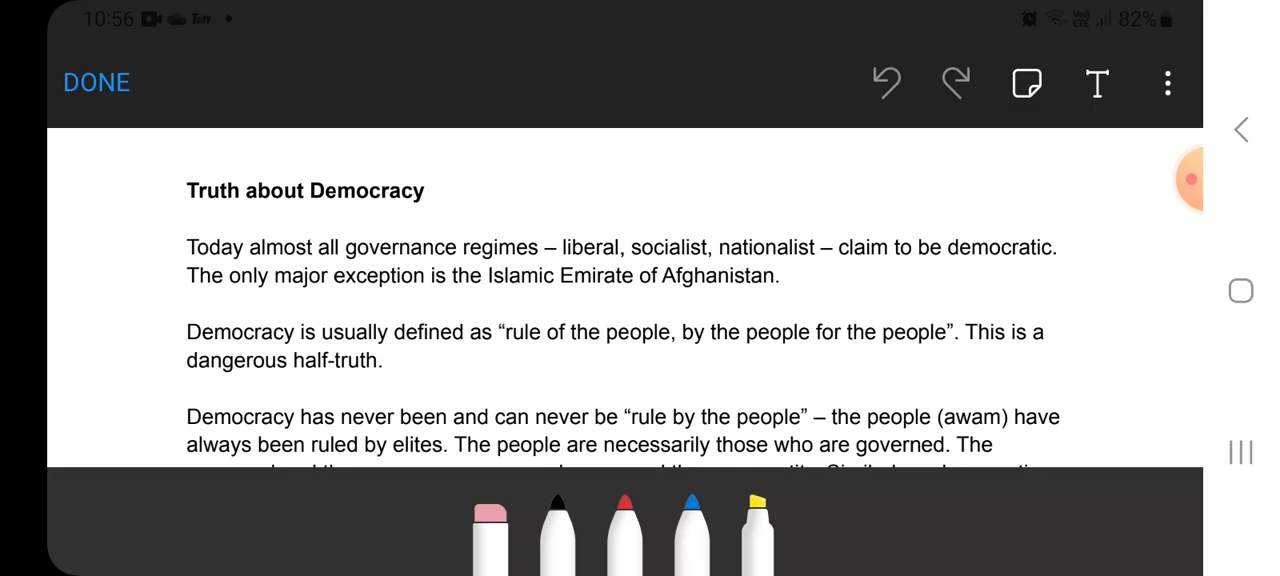 10:56 Tody
Vo) LTE 82%
DONE
T
Truth about Democracy
Today almost all governance regimes – liberal, socialist, nationalist – claim to be democratic.
The only major exception is the Islamic Emirate of Afghanistan.
Democracy is usually defined as “rule of the people, by the people for the people”. This is a
dangerous half-truth.
Democracy has never been and can never be “rule by the people” – the people (awam) have
always been ruled by elites. The people are necessarily those who are governed. The